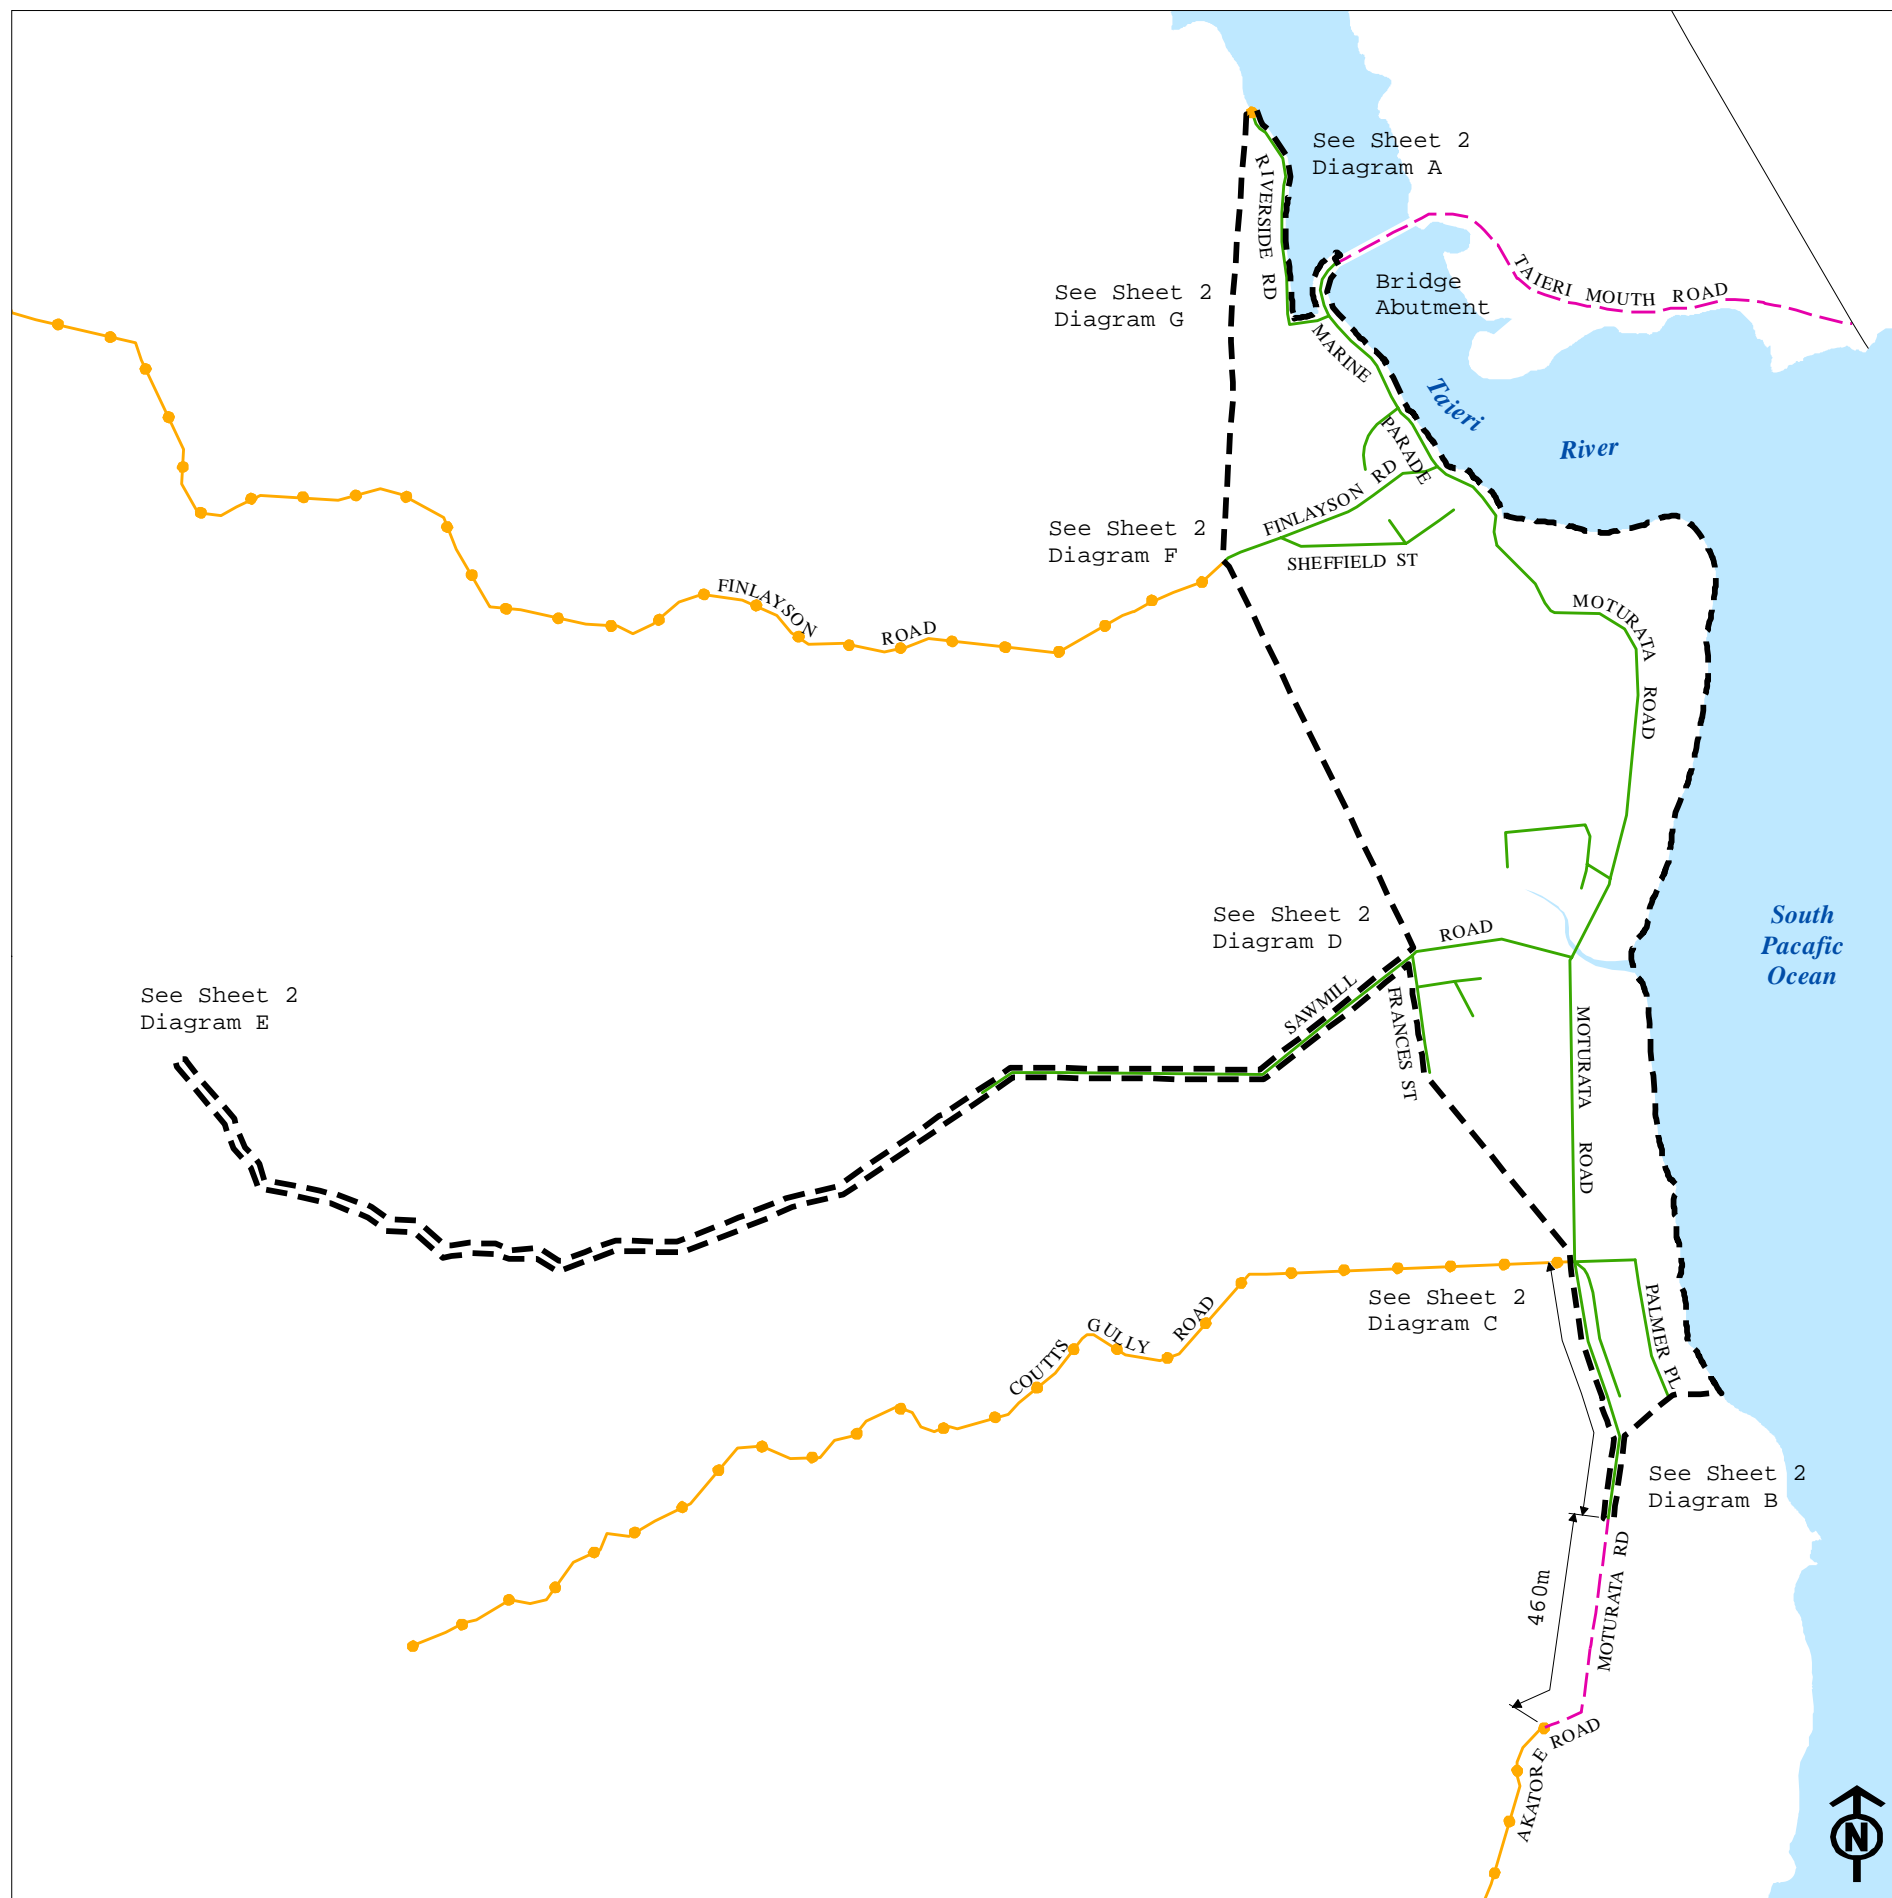 See Sheet 2
Diagram A
RIVERSIDE RD
Bridge
Abutment
TAIERI MOUTH ROAD
See Sheet 2
Diagram G
MARINE
PARADE
Taieri
River
FINLAYSON RD
See Sheet 2
Diagram F
SHEFFIELD ST
FINLAYSON
ROAD
MOTURATA
ROAD
See Sheet 2
Diagram D
ROAD
South
Pacafic
Ocean
See Sheet 2
Diagram E
SAWMILL
FRANCES ST
MOTURATA
ROAD
See Sheet 2
Diagram C
PALMER PL
COUTTS
GULLY
ROAD
See Sheet 2
Diagram B
460m
MOTURATA RD
AKATORE ROAD
N